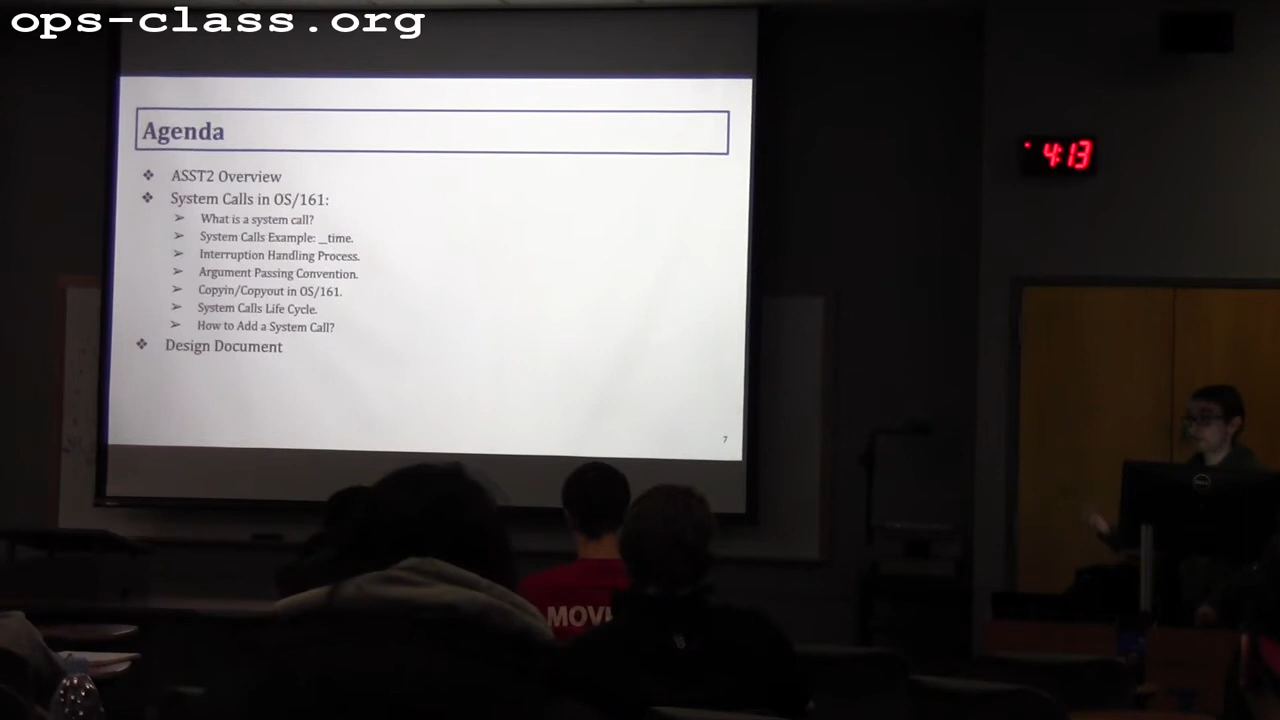 ops-class.org
Agenda
4:13
❖ ASST2 Overview
❖ System Calls in OS/161:
➢ What is a system call?
➢ System Calls Example: __time.
➢ Interruption Handling Process.
➢ Argument Passing Convention.
➢ Copyin/Copyout in OS/161.
➢ System Calls Life Cycle.
➢ How to Add a System Call?
❖ Design Document
7